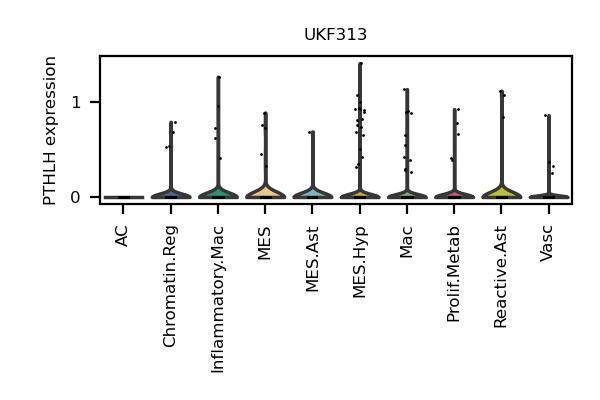 UKF313
PTHLH expression
1
0
AC
Chromatin.Reg
Inflammatory.Mac
MES
MES.Ast
MES.Hyp
Mac
Prolif.Metab
Reactive.Ast
Vasc